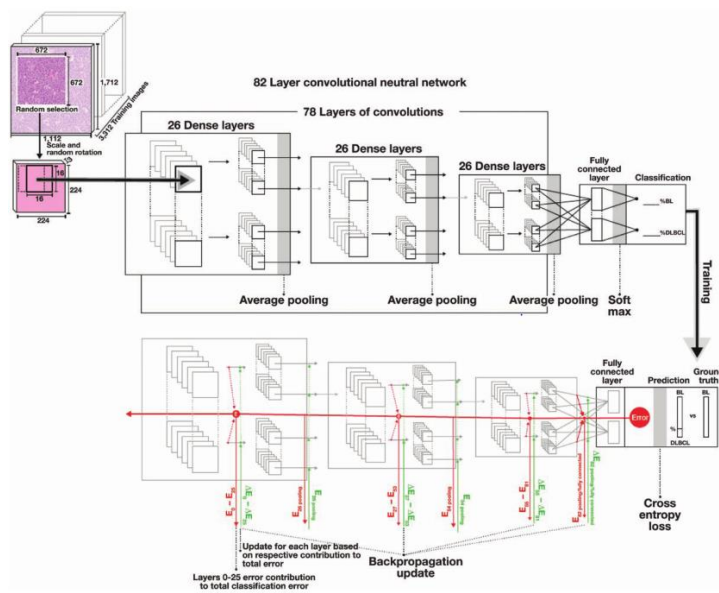 672
672
Random selection
1,712
1,112
3,312 Training images
Scale and
random rotation
3
16
16
224
224
82 Layer convolutional neutral network
78 Layers of convolutions
26 Dense layers
26 Dense layers
26 Dense layers
Fully
connected
layer
Classification
%BL
%DLBCL
Average pooling
Average pooling
Average pooling
Soft
max
Training
Fully
connected
layer
Prediction
Ground
truth
BL
BL
%
vs
DLBCL
Error
E
Cross
entropy
loss
Update for each layer based
on respective contribution to
total error
Layers 0-25 error contribution
to total classification error
Backpropagation
update